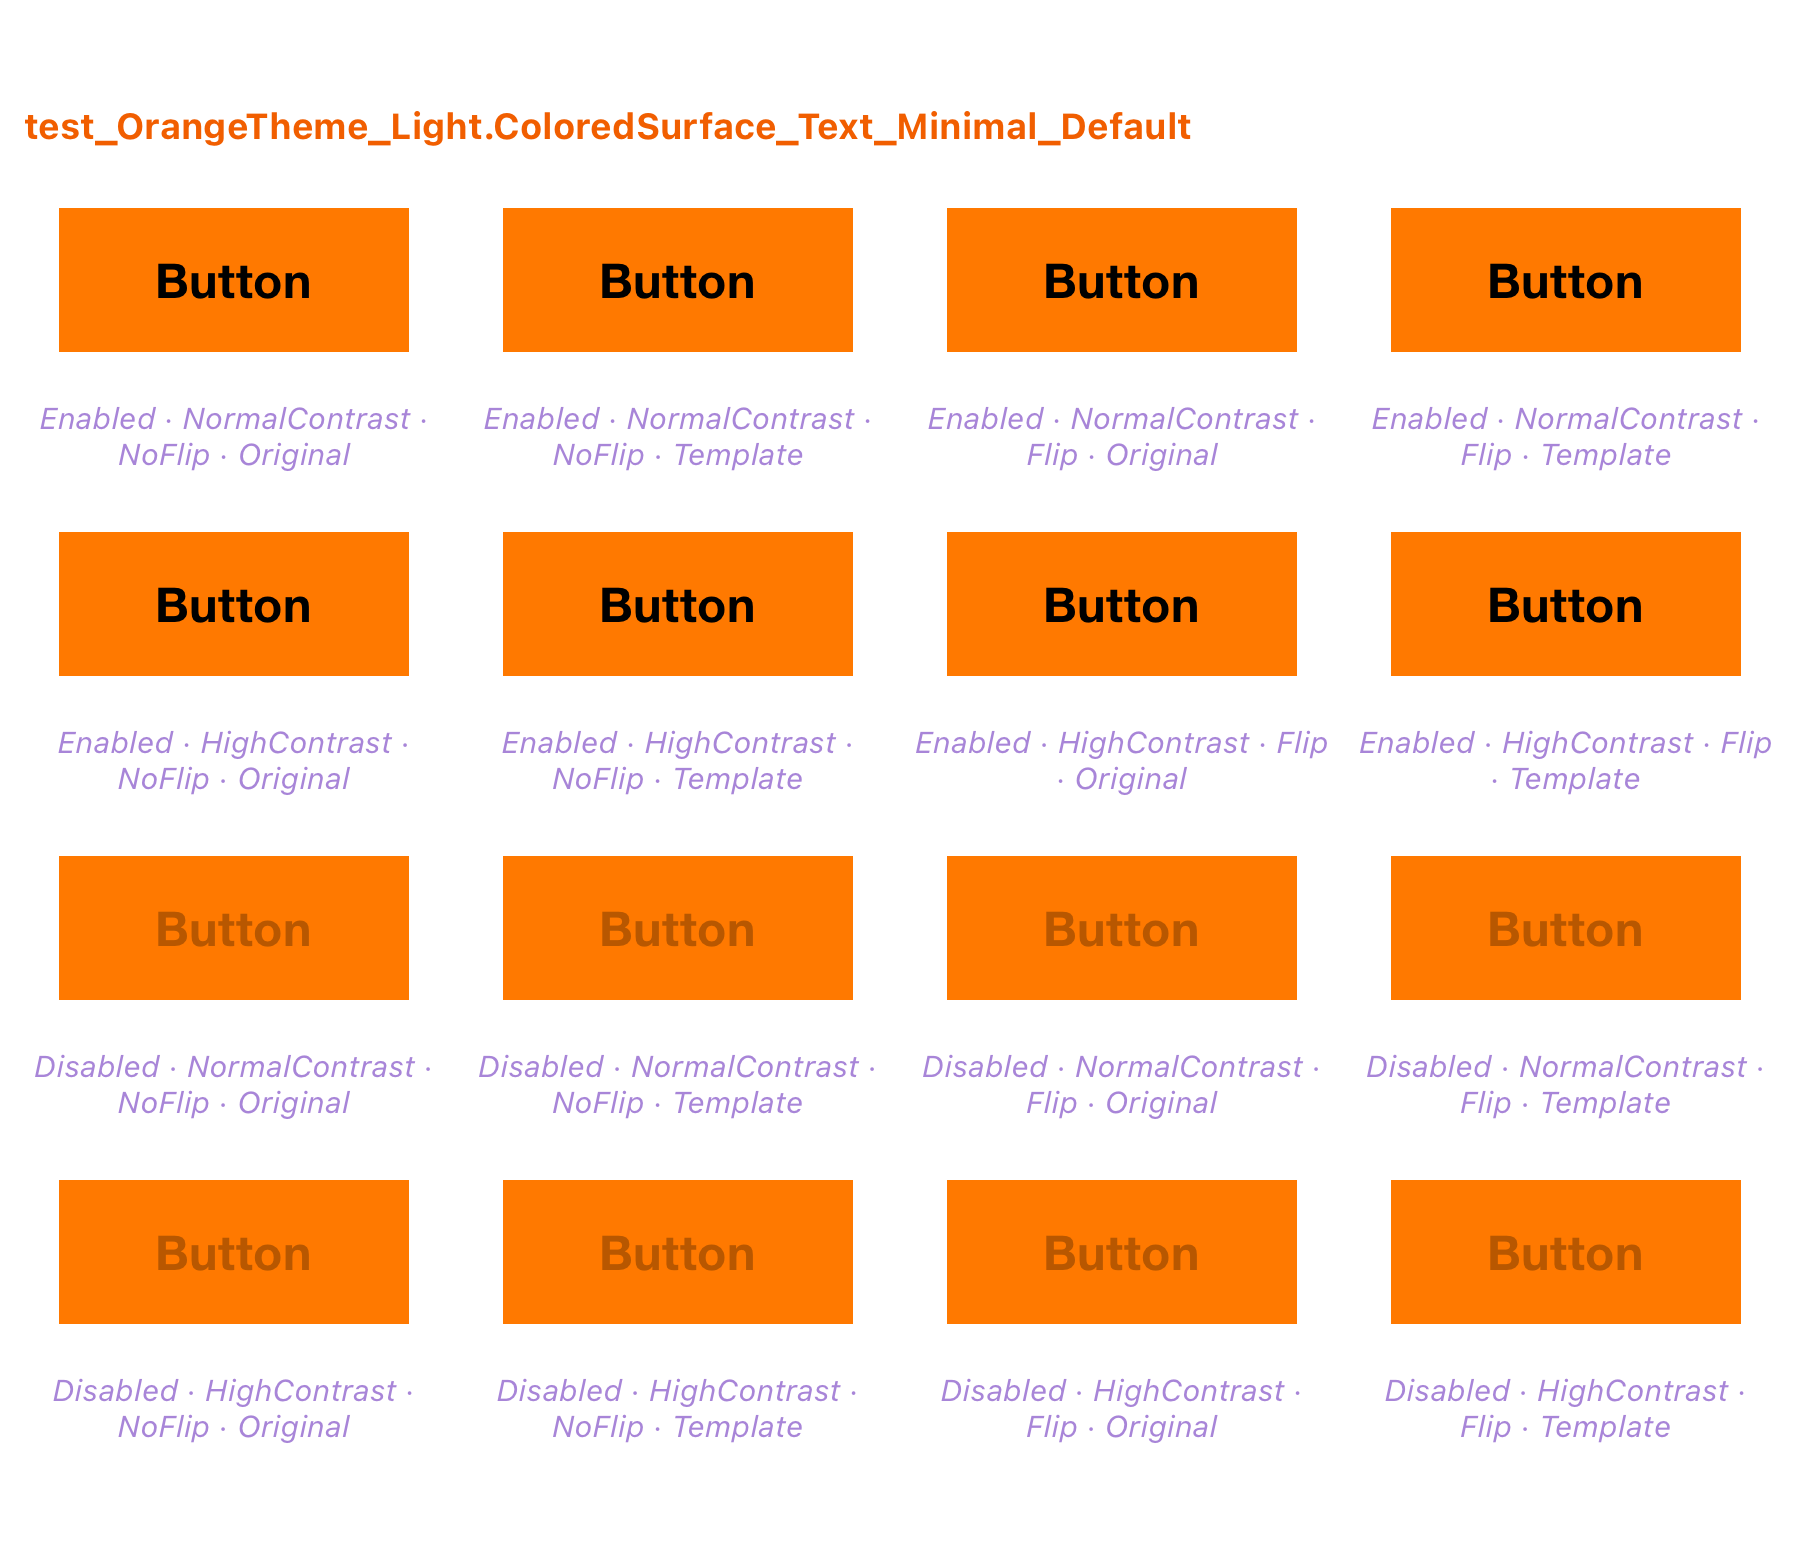 test_OrangeTheme_Light.ColoredSurface_Text_Minimal_Default
Button Button Button Button
Enabled · NormalContrast · Enabled · NormalContrast · Enabled · NormalContrast · Enabled · NormalContrast ·
NoFlip · Original NoFlip · Template Flip · Original Flip · Template
Button Button Button Button
Enabled · HighContrast · Enabled · HighContrast · Enabled · HighContrast · Flip Enabled · HighContrast · Flip
NoFlip · Original NoFlip · Template · Original · Template
Button Button Button Button
Disabled · NormalContrast · Disabled · NormalContrast · Disabled · NormalContrast · Disabled · NormalContrast ·
NoFlip · Original NoFlip · Template Flip · Original Flip · Template
Button Button Button Button
Disabled · HighContrast · Disabled · HighContrast · Disabled · HighContrast · Disabled · HighContrast ·
NoFlip · Original NoFlip · Template Flip · Original Flip · Template